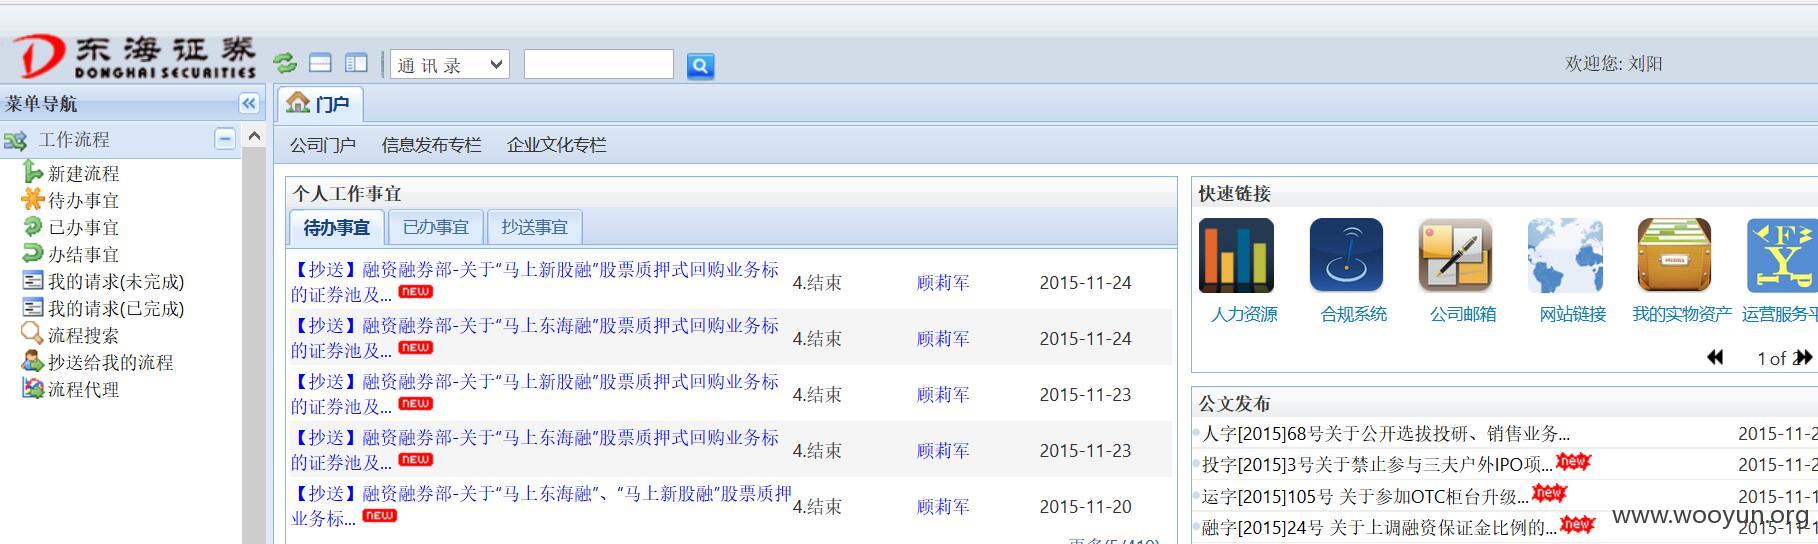 东海证券
DONGHAI SECURITIES
通 讯 录
欢迎您: 刘阳
菜单导航
门户
工作流程
新建流程
待办事宜
已办事宜
办结事宜
我的请求(未完成)
我的请求(已完成)
流程搜索
抄送给我的流程
流程代理
公司门户 信息发布专栏 企业文化专栏
个人工作事宜
待办事宜 已办事宜 抄送事宜
【抄送】融资融券部-关于“马上新股融”股票质押式回购业务标 4.结束 顾莉军 2015-11-24
的证券池及... NEW
【抄送】融资融券部-关于“马上东海融”股票质押式回购业务标 4.结束 顾莉军 2015-11-24
的证券池及... NEW
【抄送】融资融券部-关于“马上新股融”股票质押式回购业务标 4.结束 顾莉军 2015-11-23
的证券池及... NEW
【抄送】融资融券部-关于“马上东海融”股票质押式回购业务标 4.结束 顾莉军 2015-11-23
的证券池及... NEW
【抄送】融资融券部-关于“马上东海融”、“马上新股融”股票质押 4.结束 顾莉军 2015-11-20
业务标... NEW
快速链接
人力资源 合规系统 公司邮箱 网站链接 我的实物资产 运营服务平
1 of 2
公文发布
人字[2015]68号关于公开选拔投研、销售业务... 2015-11-2
投字[2015]3号关于禁止参与三夫户外IPO项... new 2015-11-2
运字[2015]105号 关于参加OTC柜台升级... new 2015-11-1
融字[2015]24号 关于上调融资保证金比例的... new 2015-11-1
www.wooyun.org